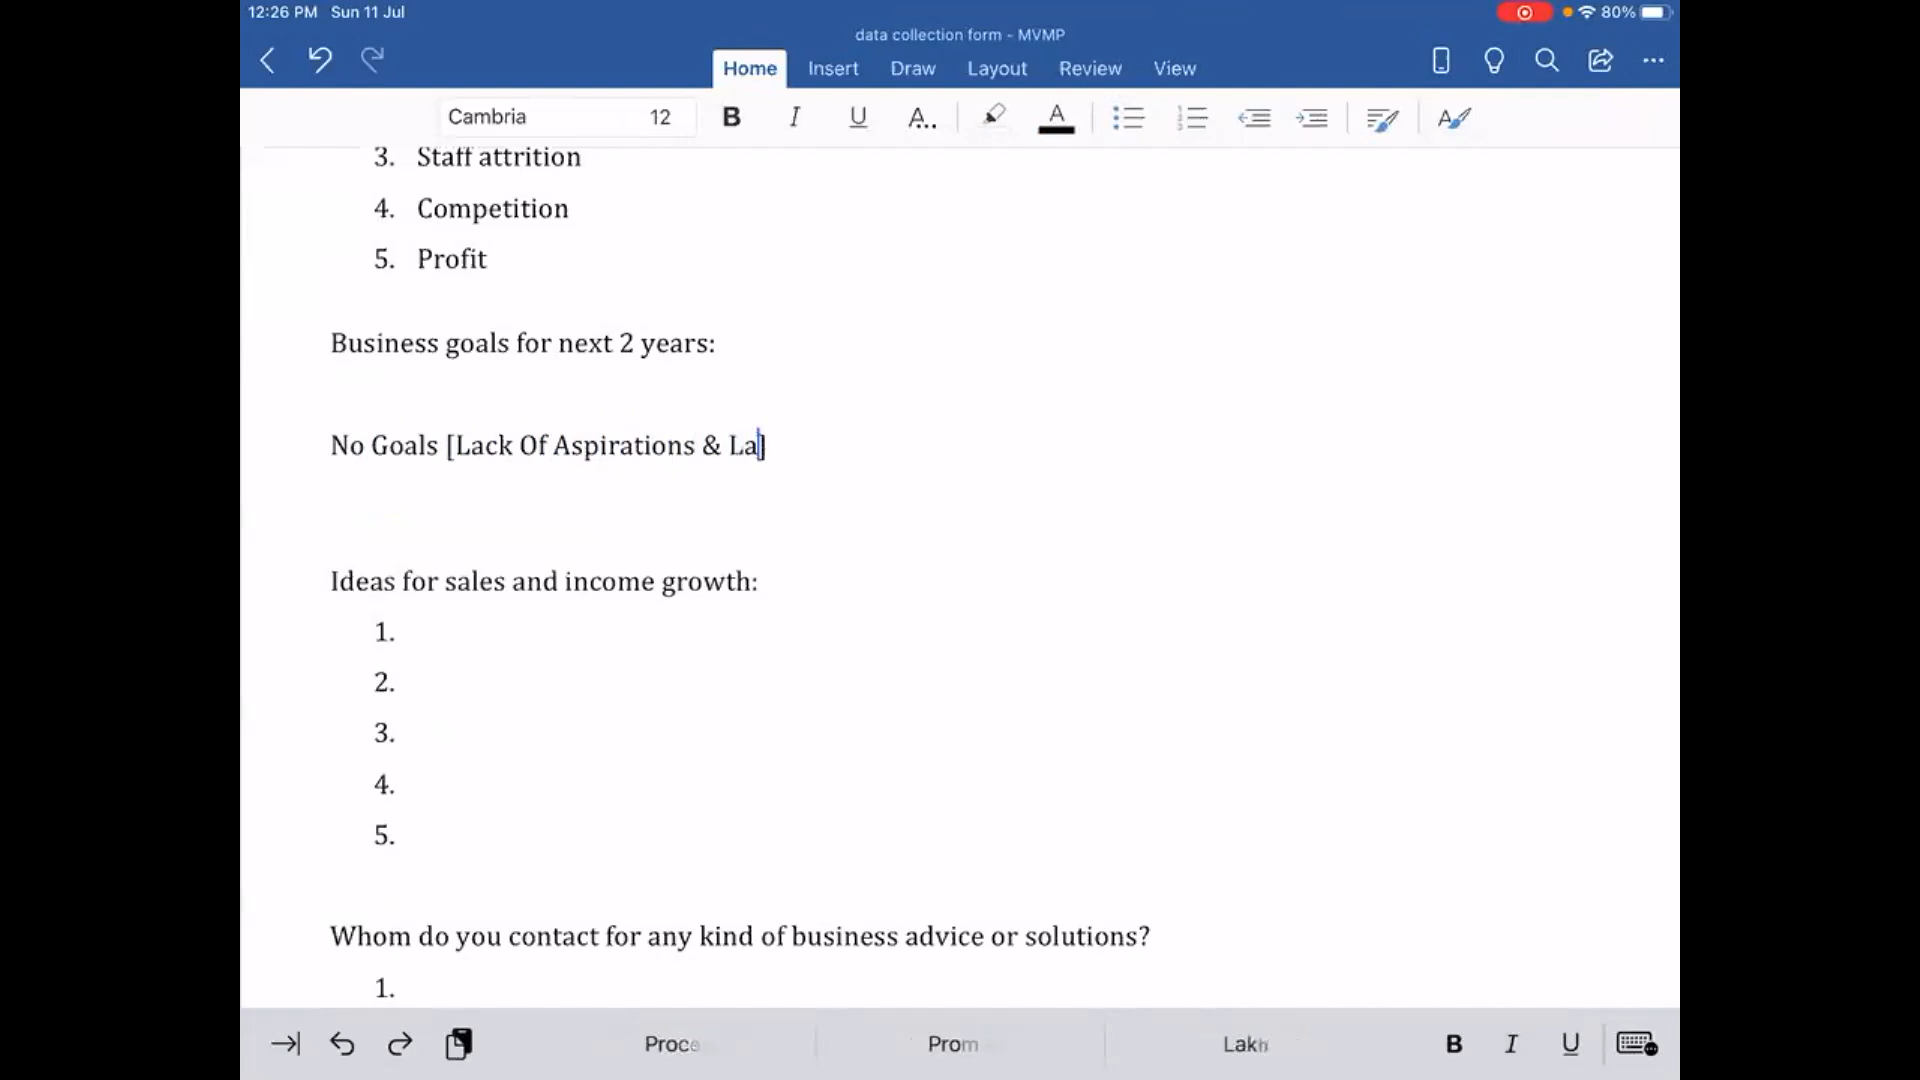 12:26 PM Sun 11 Jul
80%
data collection form - MVMP
Home Insert Draw Layout Review View
Cambria 12 B I U A..  A
3. Staff attrition
4. Competition
5. Profit
Business goals for next 2 years:
No Goals [Lack Of Aspirations & La]
Ideas for sales and income growth:
1.
2.
3.
4.
5.
Whom do you contact for any kind of business advice or solutions?
1.
B I U